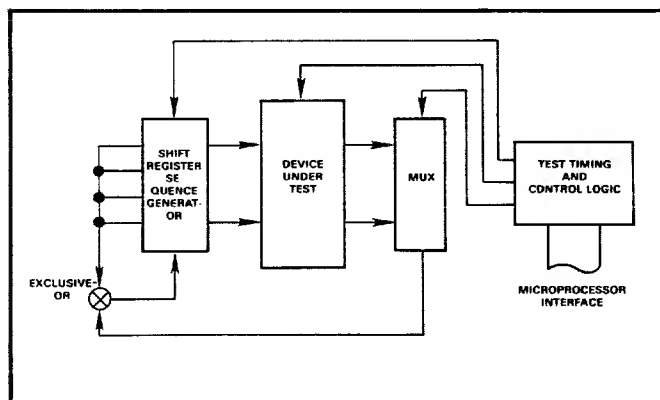 SHIFT
REGISTER
SE
QUENCE
GENERAT-
OR
DEVICE
UNDER
TEST
MUX
TEST TIMING
AND
CONTROL LOGIC
EXCLUSIVE-
OR
MICROPROCESSOR
INTERFACE